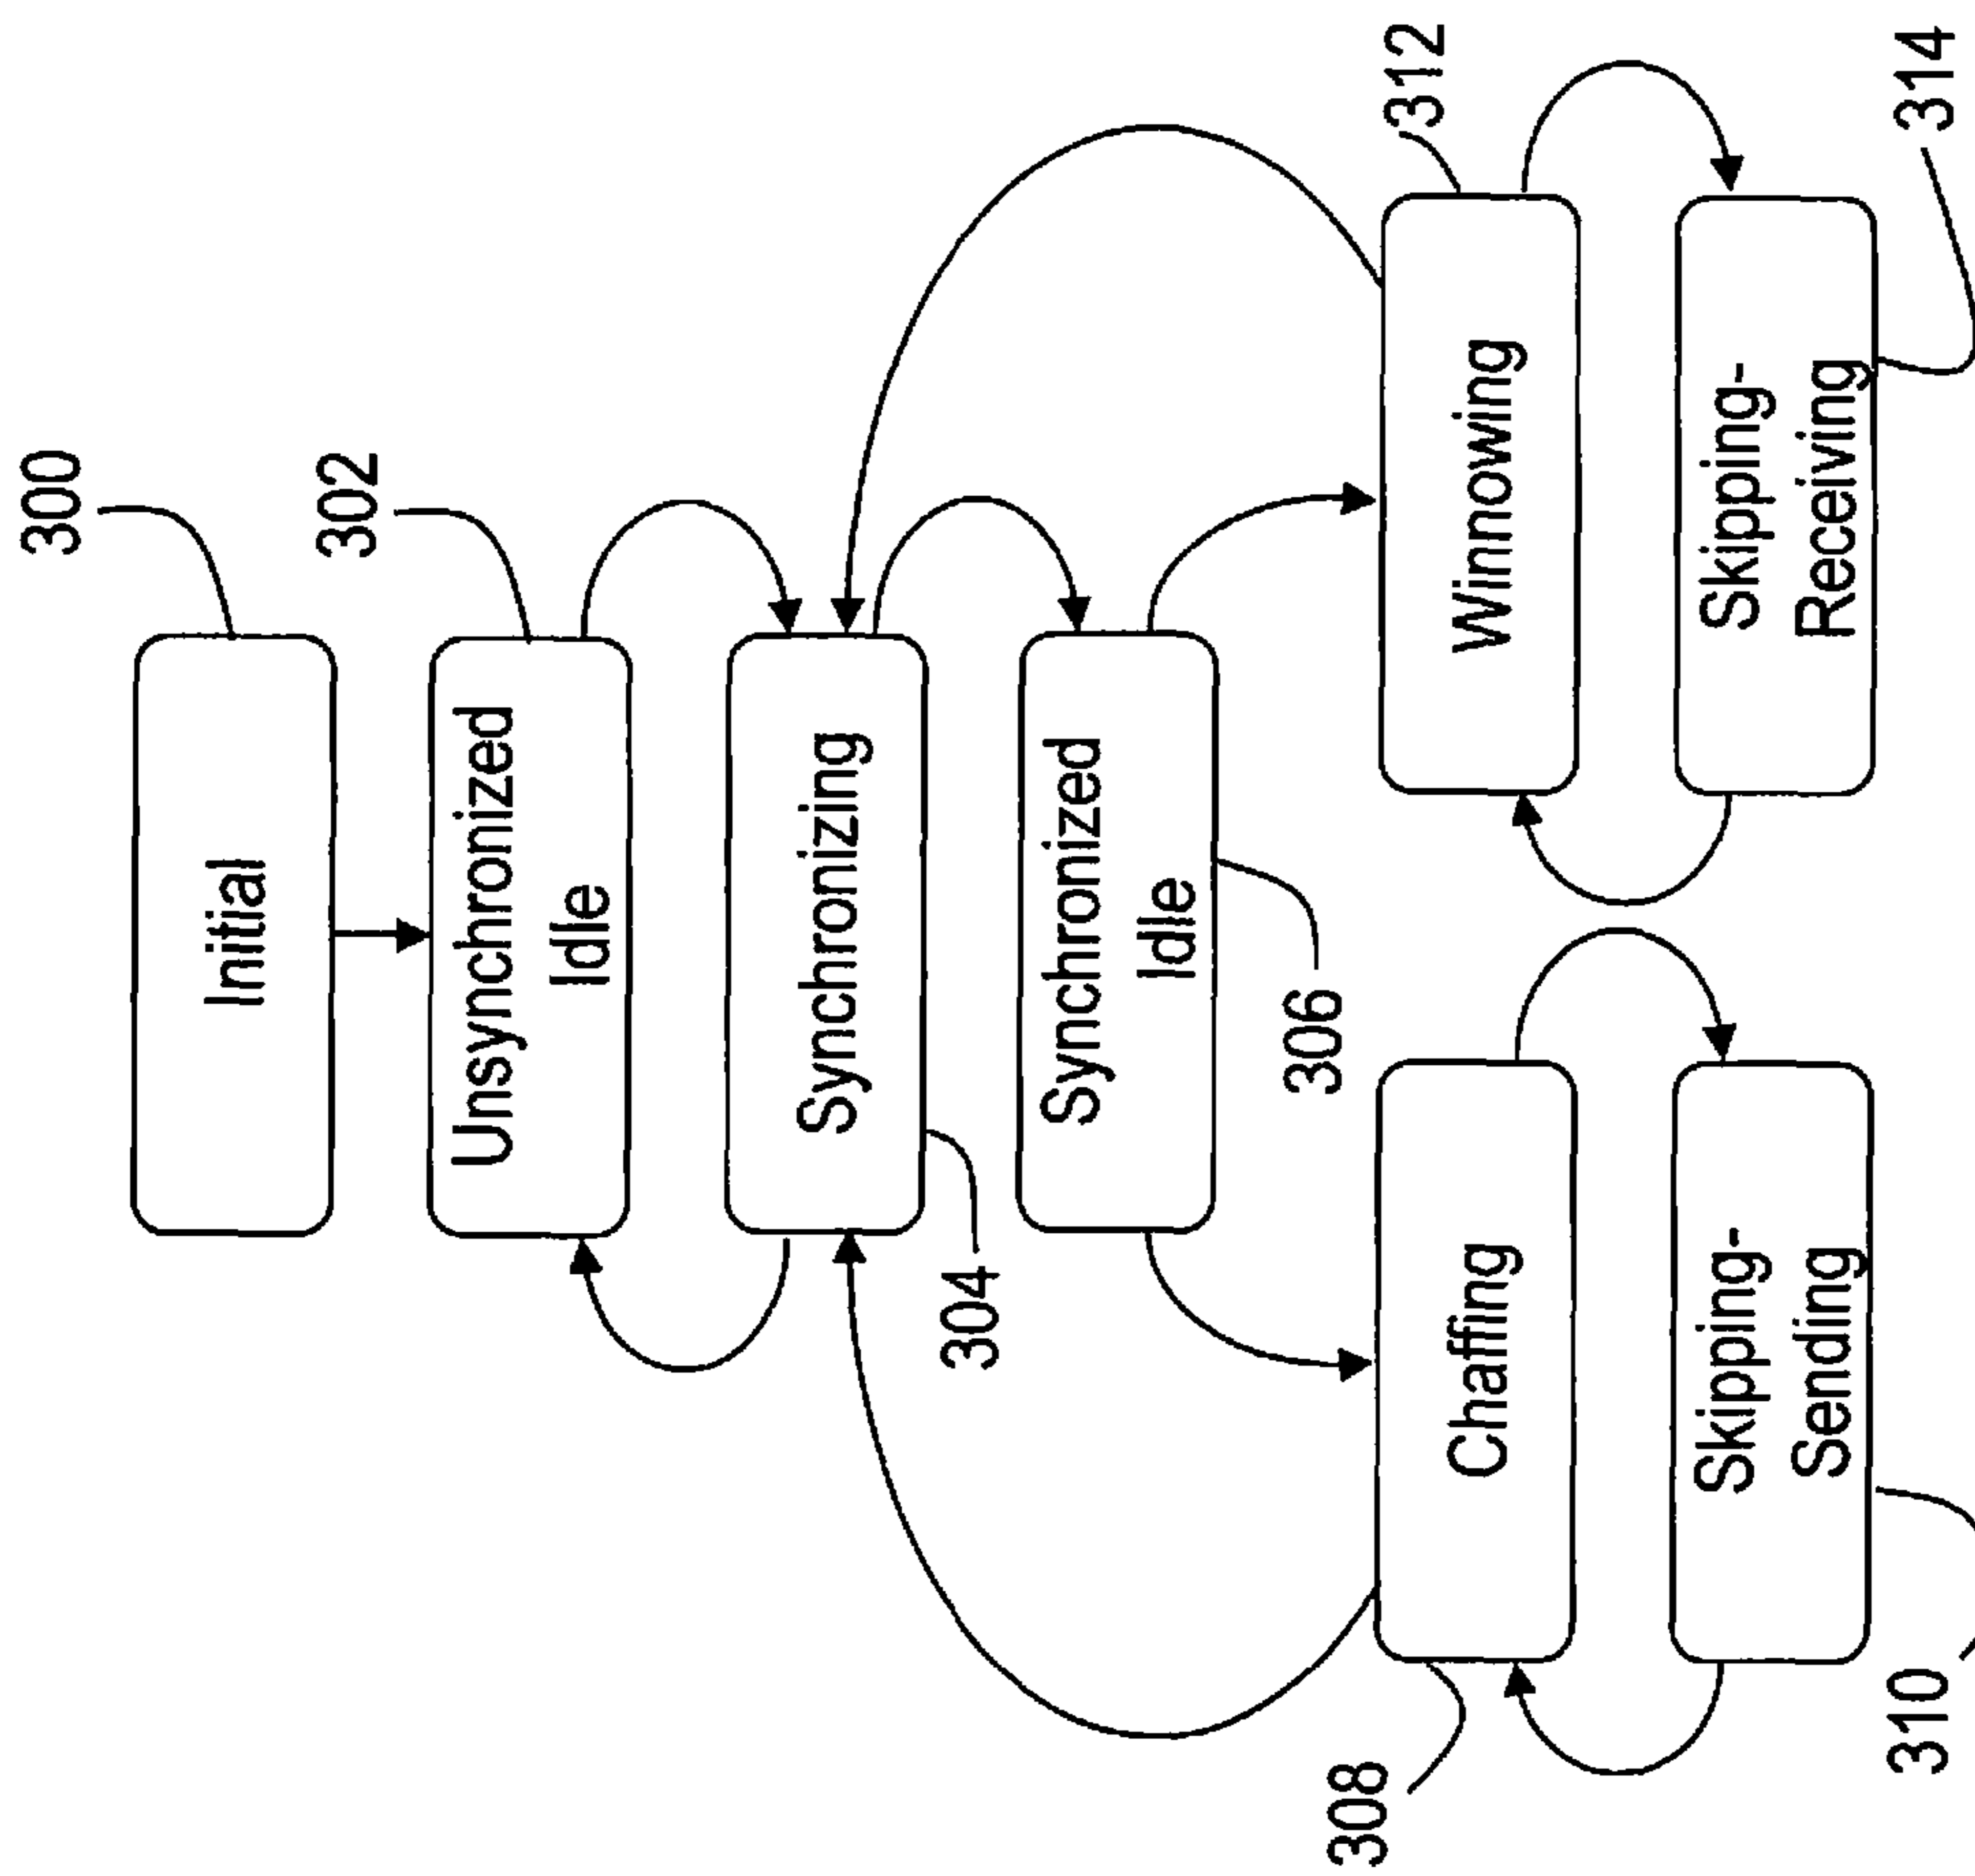 300
Initial
302
Unsynchronized
Idle
Synchronizing
304
Synchronized
Idle
306
308
Chaffing
Skipping-
Sending
310
312
Winnowing
Skipping-
Receiving
314